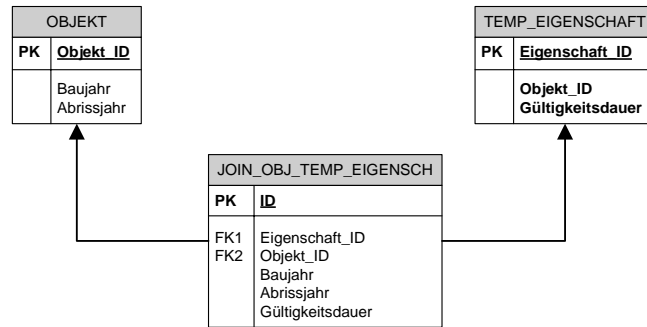 OBJEKT
PK Objekt_ID
Baujahr
Abrissjahr
TEMP_EIGENSCHAFT
PK Eigenschaft_ID
Objekt_ID
Gültigkeitsdauer
JOIN_OBJ_TEMP_EIGENSCH
PK ID
FK1 Eigenschaft_ID
FK2 Objekt_ID
Baujahr
Abrissjahr
Gültigkeitsdauer